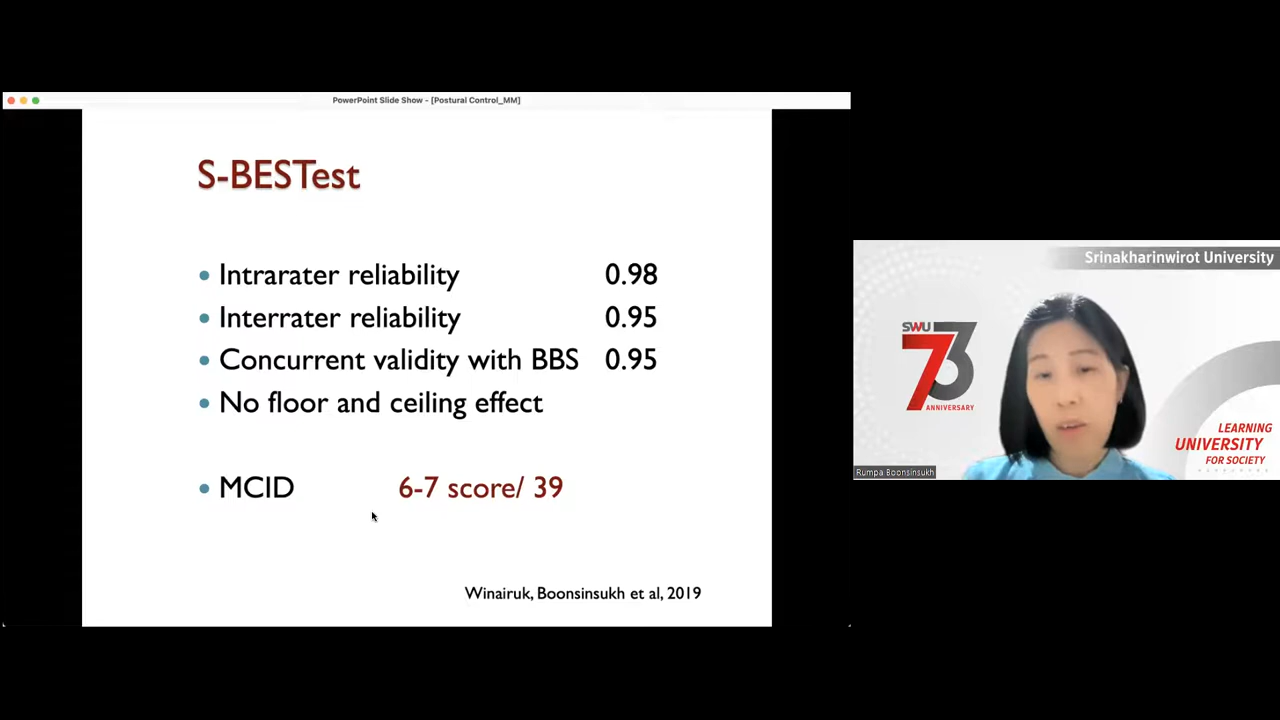 PowerPoint Slide Show - [Postural Control_MM]
S-BESTest
• Intrarater reliability 0.98
• Interrater reliability 0.95
• Concurrent validity with BBS 0.95
• No floor and ceiling effect
• MCID 6-7 score/ 39
Winairuk, Boonsinsukh et al, 2019
Srinakharinwirot University
SWU
73
ANNIVERSARY
LEARNING
UNIVERSITY
FOR SOCIETY
Rumpa Boonsinsukh